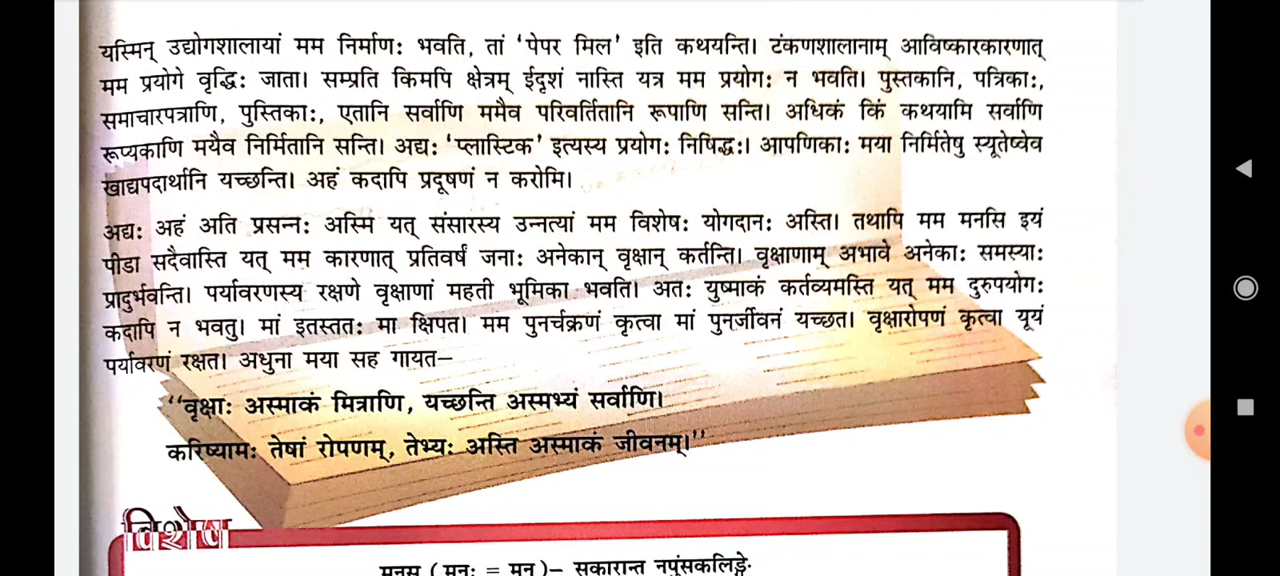 यस्मिन् उद्योगशालायां मम निर्माणः भवति, तां 'पेपर मिल' इति कथयन्ति। टंकणशालानाम् आविष्कारकारणात्
मम प्रयोगे वृद्धिः जाता। सम्प्रति किमपि क्षेत्रम् ईदृशं नास्ति यत्र मम प्रयोगः न भवति। पुस्तकानि, पत्रिकाः,
समाचारपत्राणि, पुस्तिकाः, एतानि सर्वाणि ममैव परिवर्तितानि रूपाणि सन्ति। अधिकं किं कथयामि सर्वाणि
रूप्यकाणि मयैव निर्मितानि सन्ति। अद्यः 'प्लास्टिक' इत्यस्य प्रयोगः निषिद्धः। आपणिकाः मया निर्मितेषु स्यूतेष्वेव
खाद्यपदार्थानि यच्छन्ति। अहं कदापि प्रदूषणं न करोमि।
अद्यः अहं अति प्रसन्नः अस्मि यत् संसारस्य उन्नत्यां मम विशेषः योगदानः अस्ति। तथापि मम मनसि इयं
पीडा सदैवास्ति यत् मम कारणात् प्रतिवर्षं जनाः अनेकान् वृक्षान् कर्तन्ति। वृक्षाणाम् अभावे अनेकाः समस्याः
प्रादुर्भवन्ति। पर्यावरणस्य रक्षणे वृक्षाणां महती भूमिका भवति। अतः युष्माकं कर्तव्यमस्ति यत् मम दुरुपयोगः
कदापि न भवतु। मां इतस्ततः मा क्षिपत। मम पुनर्चक्रणं कृत्वा मां पुनर्जीवनं यच्छत। वृक्षारोपणं कृत्वा यूयं
पर्यावरणं रक्षत। अधुना मया सह गायत–
"वृक्षाः अस्माकं मित्राणि, यच्छन्ति अस्मभ्यं सर्वाणि।
करिष्यामः तेषां रोपणम्, तेभ्यः अस्ति अस्माकं जीवनम्।"
विशेष
मनस् (मनः = मन)– सकारान्त नपुंसकलिङ्गे